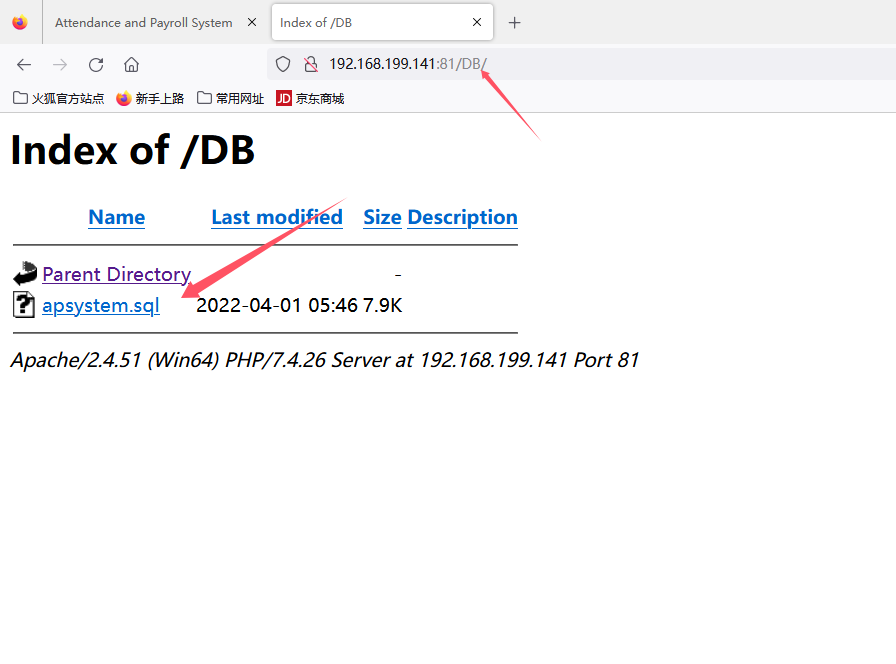 Attendance and Payroll System
Index of /DB
192.168.199.141:81/DB/
火狐官方站点 新手上路 常用网址 JD 京东商城
Index of /DB
Name Last modified Size Description
Parent Directory -
apsystem.sql 2022-04-01 05:46 7.9K
Apache/2.4.51 (Win64) PHP/7.4.26 Server at 192.168.199.141 Port 81